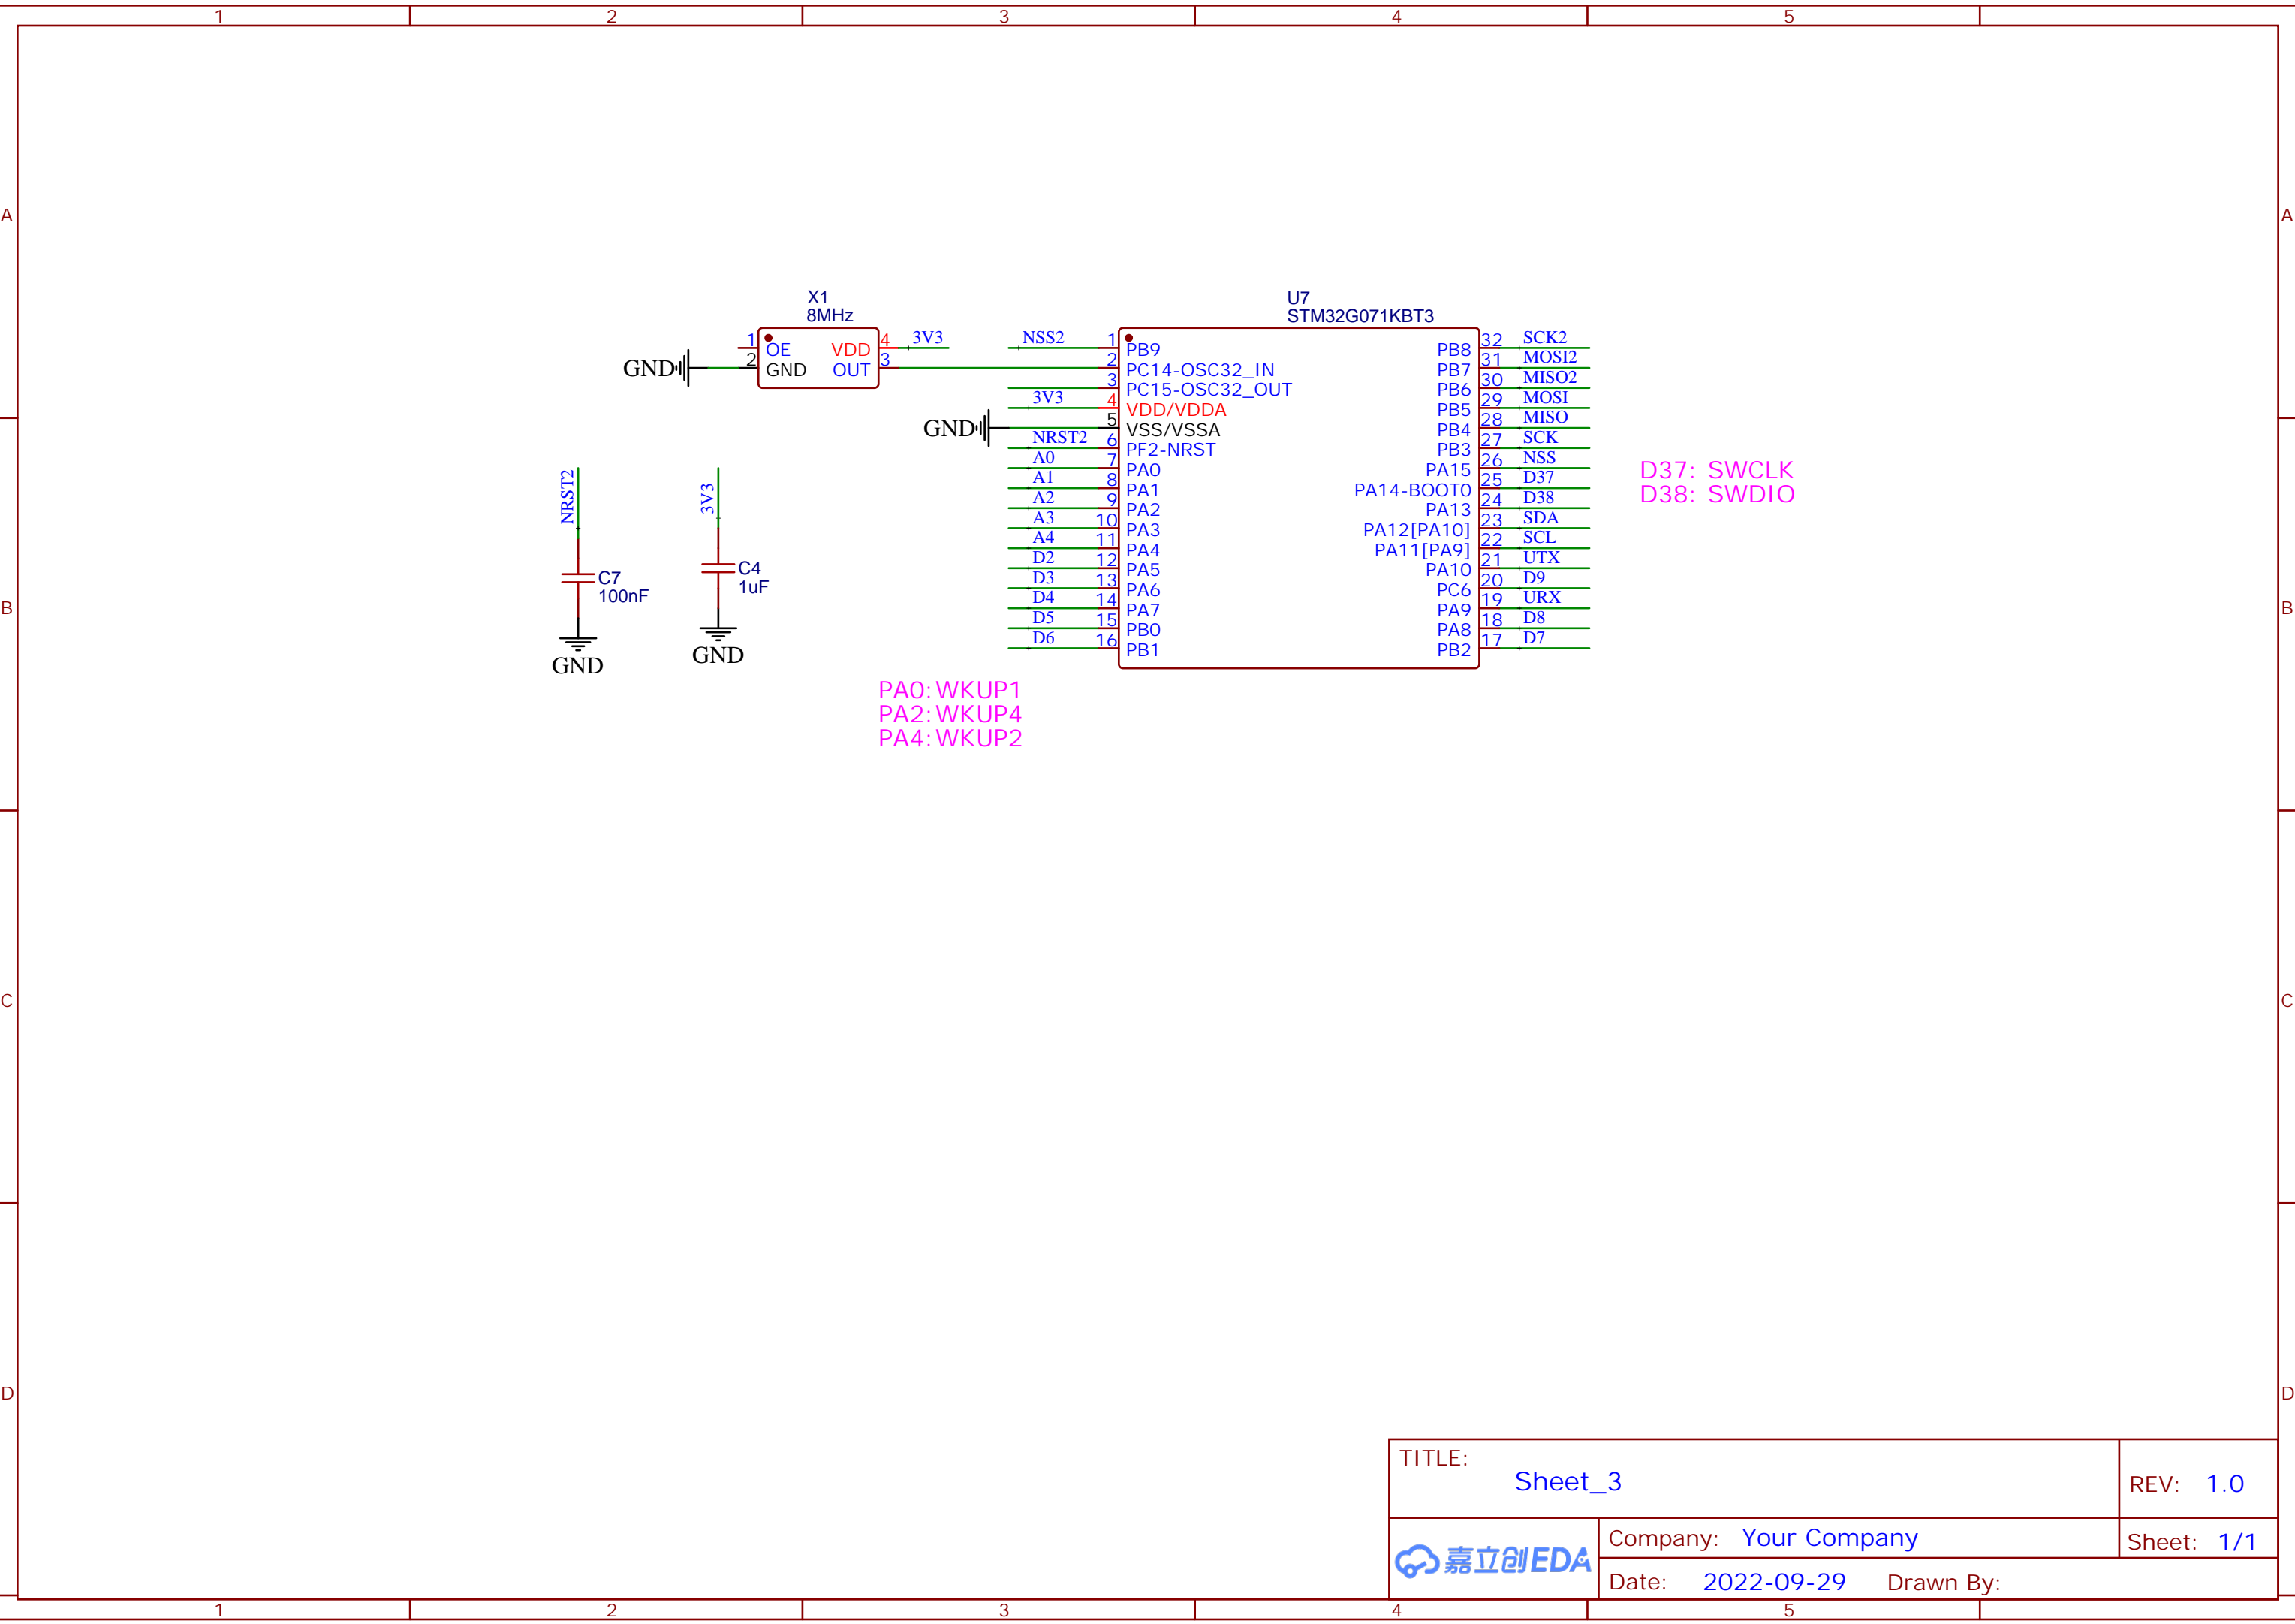 1 2 3 4 5
A A
X1
8MHz
1 OE VDD 4 3V3
GND 2 GND OUT 3
U7
STM32G071KBT3
NSS2 1 PB9 PB8 32 SCK2
2 PC14-OSC32_IN PB7 31 MOSI2
3 PC15-OSC32_OUT PB6 30 MISO2
3V3 4 VDD/VDDA PB5 29 MOSI
GND 5 VSS/VSSA PB4 28 MISO
NRST2 6 PF2-NRST PB3 27 SCK
A0 7 PA0 PA15 26 NSS
A1 8 PA1 PA14-BOOT0 25 D37
A2 9 PA2 PA13 24 D38
A3 10 PA3 PA12[PA10] 23 SDA
A4 11 PA4 PA11[PA9] 22 SCL
D2 12 PA5 PA10 21 UTX
D3 13 PA6 PC6 20 D9
D4 14 PA7 PA9 19 URX
D5 15 PB0 PA8 18 D8
D6 16 PB1 PB2 17 D7
D37: SWCLK
D38: SWDIO
NRST2
C7
100nF
GND
3V3
C4
1uF
GND
B B
PA0:WKUP1
PA2:WKUP4
PA4:WKUP2
C C
D D
TITLE:
Sheet_3
REV: 1.0
嘉立创EDA
Company: Your Company
Sheet: 1/1
Date: 2022-09-29 Drawn By:
1 2 3 4 5